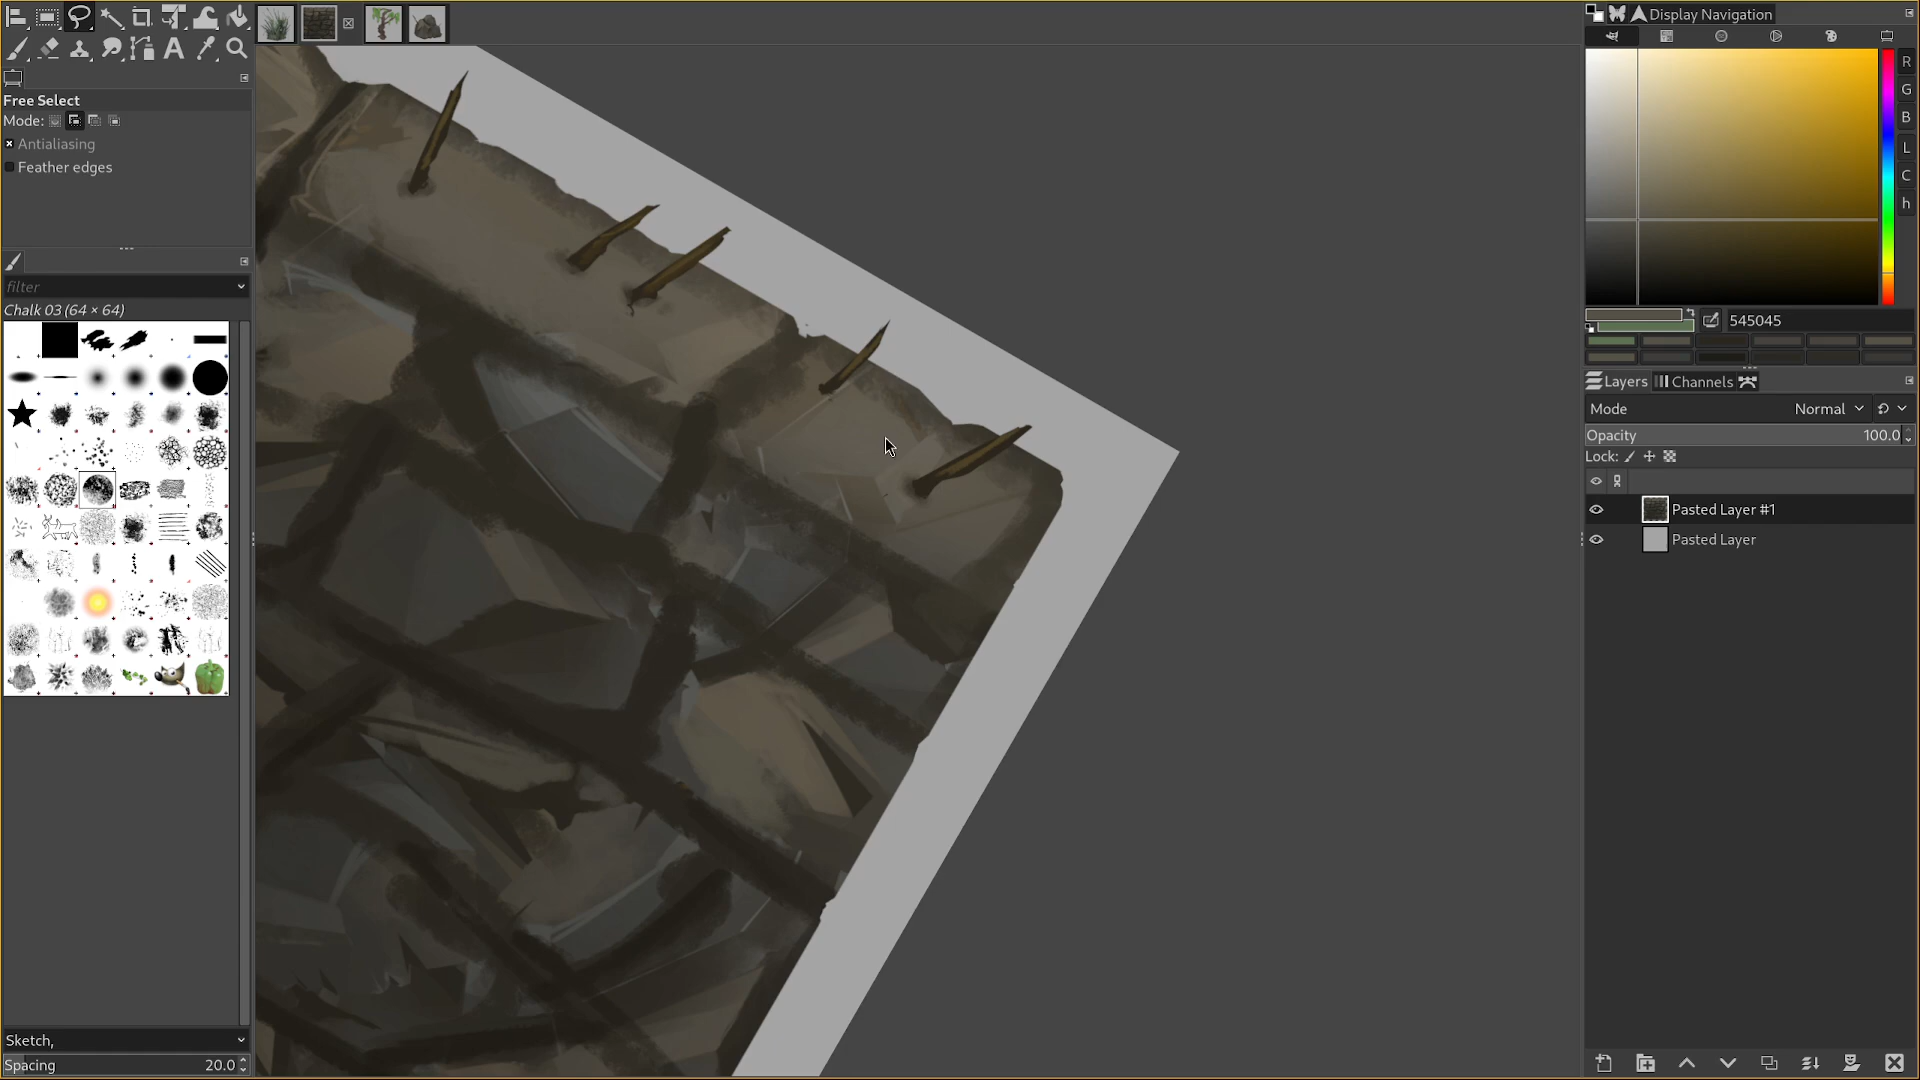 Display Navigation
Free Select
Mode:
Antialiasing
Feather edges
filter
Chalk 03 (64 × 64)
R
G
B
L
C
h
545045
Layers
Channels
Mode
Normal
Opacity
100.0
Lock:
Pasted Layer #1
Pasted Layer
Sketch,
Spacing
20.0